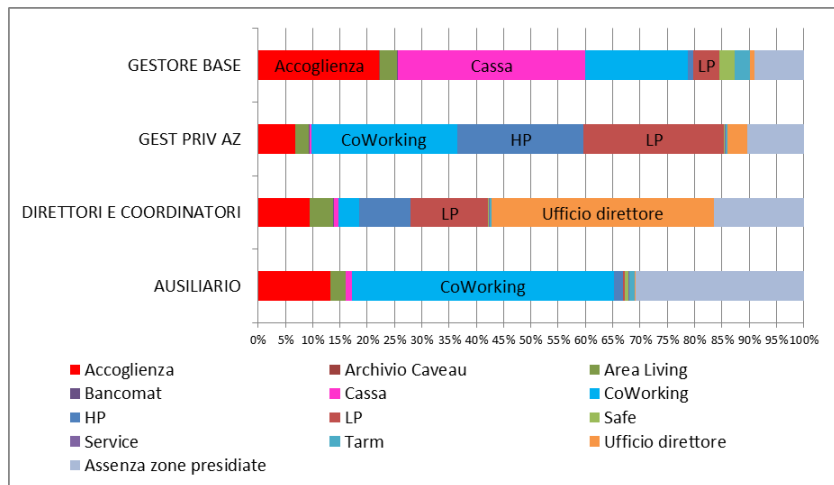 GESTORE BASE
Accoglienza Cassa LP
GEST PRIV AZ
CoWorking HP LP
DIRETTORI E COORDINATORI
LP Ufficio direttore
AUSILIARIO
CoWorking
0% 5% 10% 15% 20% 25% 30% 35% 40% 45% 50% 55% 60% 65% 70% 75% 80% 85% 90% 95% 100%
Accoglienza Archivio Caveau Area Living
Bancomat Cassa CoWorking
HP LP Safe
Service Tarm Ufficio direttore
Assenza zone presidiate